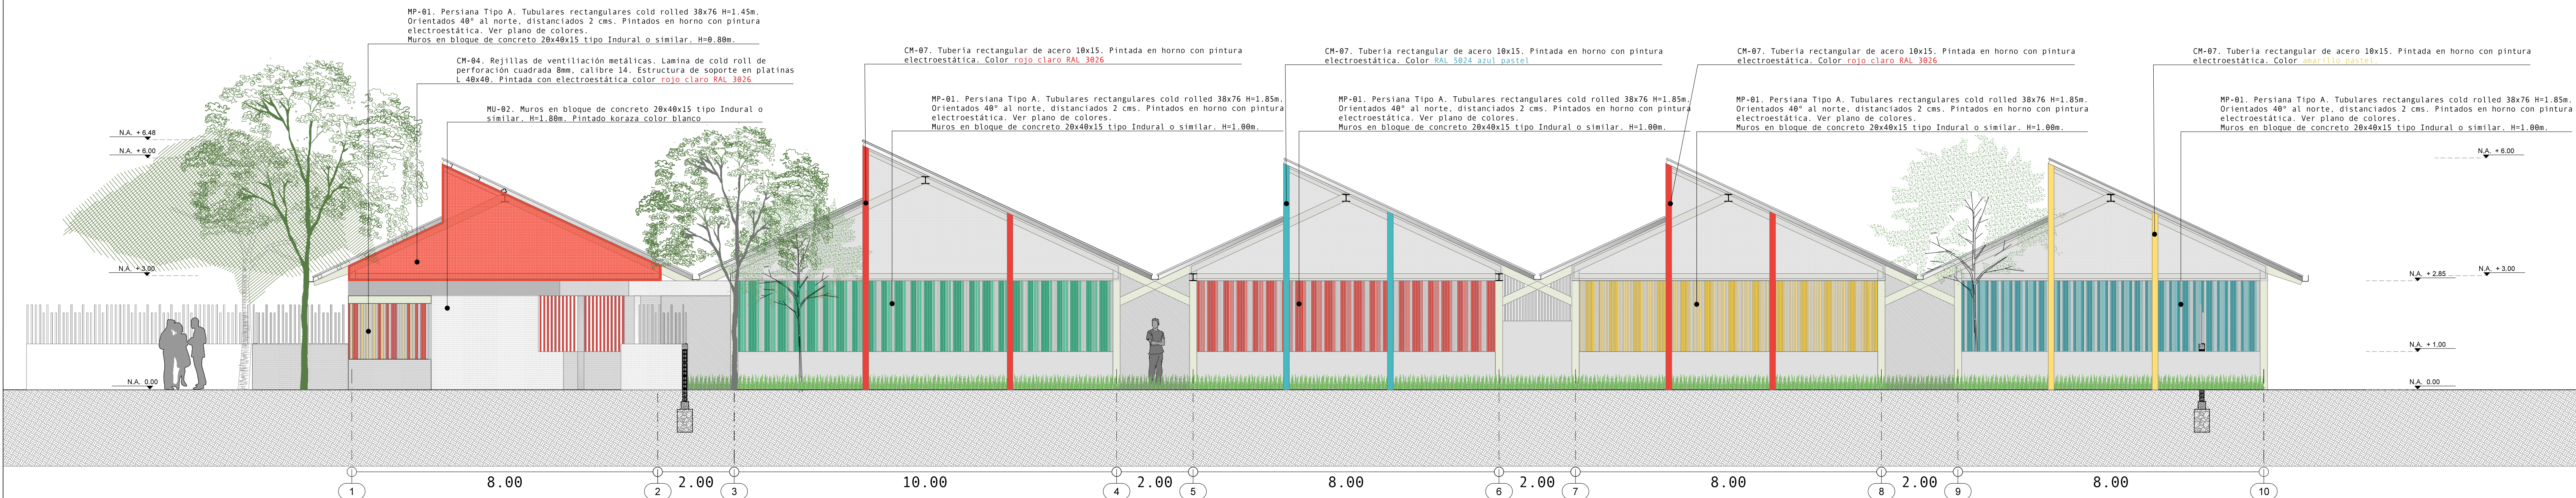 MP-01. Persiana Tipo A. Tubulares rectangulares cold rolled 38x76 H=1.45m.
Orientados 40° al norte, distanciados 2 cms. Pintados en horno con pintura
electroestática. Ver plano de colores.
Muros en bloque de concreto 20x40x15 tipo Indural o similar. H=0.80m.
CM-04. Rejillas de ventiliación metálicas. Lamina de cold roll de
perforación cuadrada 8mm, calibre 14. Estructura de soporte en platinas
L 40x40. Pintada con electroestática color rojo claro RAL 3026
MU-02. Muros en bloque de concreto 20x40x15 tipo Indural o
similar. H=1.80m. Pintado koraza color blanco
CM-07. Tubería rectangular de acero 10x15. Pintada en horno con pintura
electroestática. Color rojo claro RAL 3026
MP-01. Persiana Tipo A. Tubulares rectangulares cold rolled 38x76 H=1.85m.
Orientados 40° al norte, distanciados 2 cms. Pintados en horno con pintura
electroestática. Ver plano de colores.
Muros en bloque de concreto 20x40x15 tipo Indural o similar. H=1.00m.
CM-07. Tubería rectangular de acero 10x15. Pintada en horno con pintura
electroestática. Color RAL 5024 azul pastel
MP-01. Persiana Tipo A. Tubulares rectangulares cold rolled 38x76 H=1.85m.
Orientados 40° al norte, distanciados 2 cms. Pintados en horno con pintura
electroestática. Ver plano de colores.
Muros en bloque de concreto 20x40x15 tipo Indural o similar. H=1.00m.
CM-07. Tubería rectangular de acero 10x15. Pintada en horno con pintura
electroestática. Color rojo claro RAL 3026
MP-01. Persiana Tipo A. Tubulares rectangulares cold rolled 38x76 H=1.85m.
Orientados 40° al norte, distanciados 2 cms. Pintados en horno con pintura
electroestática. Ver plano de colores.
Muros en bloque de concreto 20x40x15 tipo Indural o similar. H=1.00m.
CM-07. Tubería rectangular de acero 10x15. Pintada en horno con pintura
electroestática. Color amarillo pastel.
MP-01. Persiana Tipo A. Tubulares rectangulares cold rolled 38x76 H=1.85m.
Orientados 40° al norte, distanciados 2 cms. Pintados en horno con pintura
electroestática. Ver plano de colores.
Muros en bloque de concreto 20x40x15 tipo Indural o similar. H=1.00m.
N.A. + 6.48
N.A. + 6.00
N.A. + 3.00
N.A. 0.00
N.A. + 6.00
N.A. + 2.85
N.A. + 3.00
N.A. + 1.00
N.A. 0.00
8.00 2.00 10.00 2.00 8.00 2.00 8.00 2.00 8.00
1 2 3 4 5 6 7 8 9 10